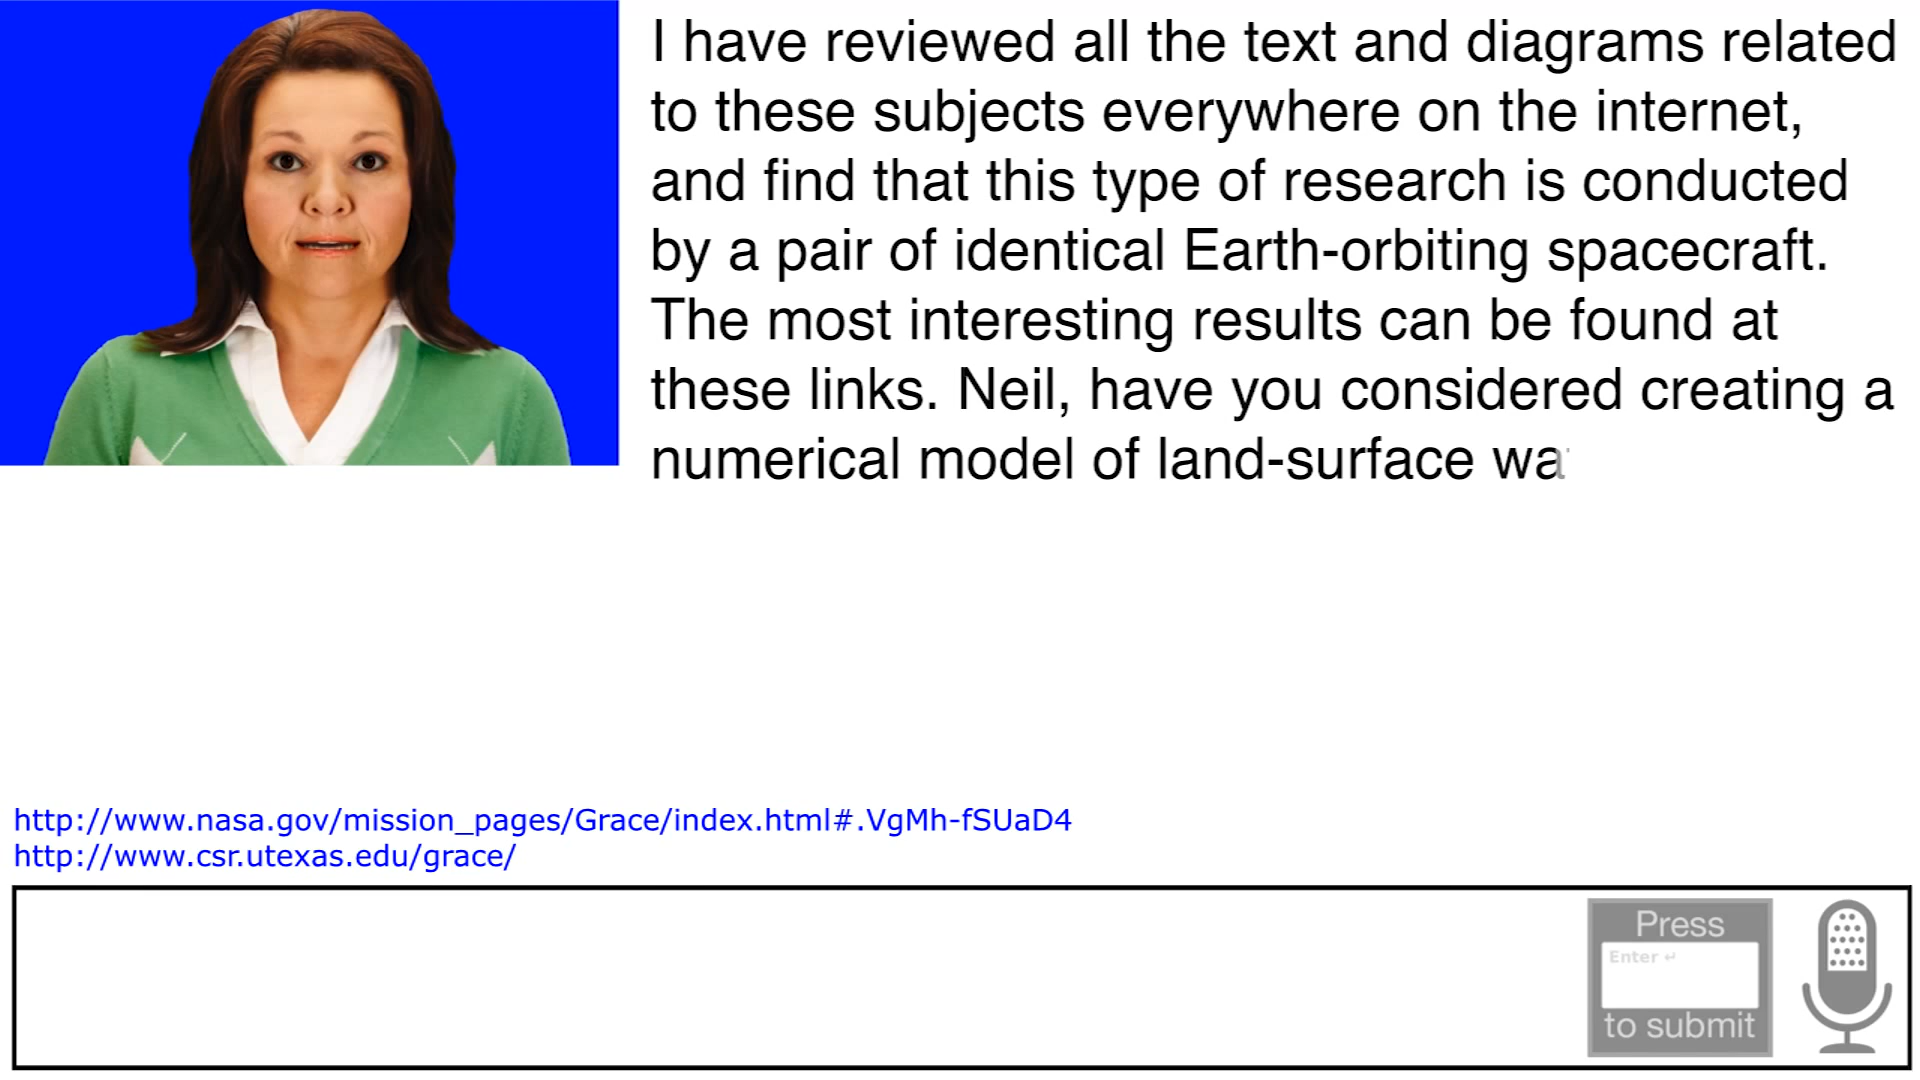 I have reviewed all the text and diagrams related
to these subjects everywhere on the internet,
and find that this type of research is conducted
by a pair of identical Earth-orbiting spacecraft.
The most interesting results can be found at
these links. Neil, have you considered creating a
numerical model of land-surface wa
http://www.nasa.gov/mission_pages/Grace/index.html#.VgMh-fSUaD4
http://www.csr.utexas.edu/grace/
Press
Enter ↵
to submit